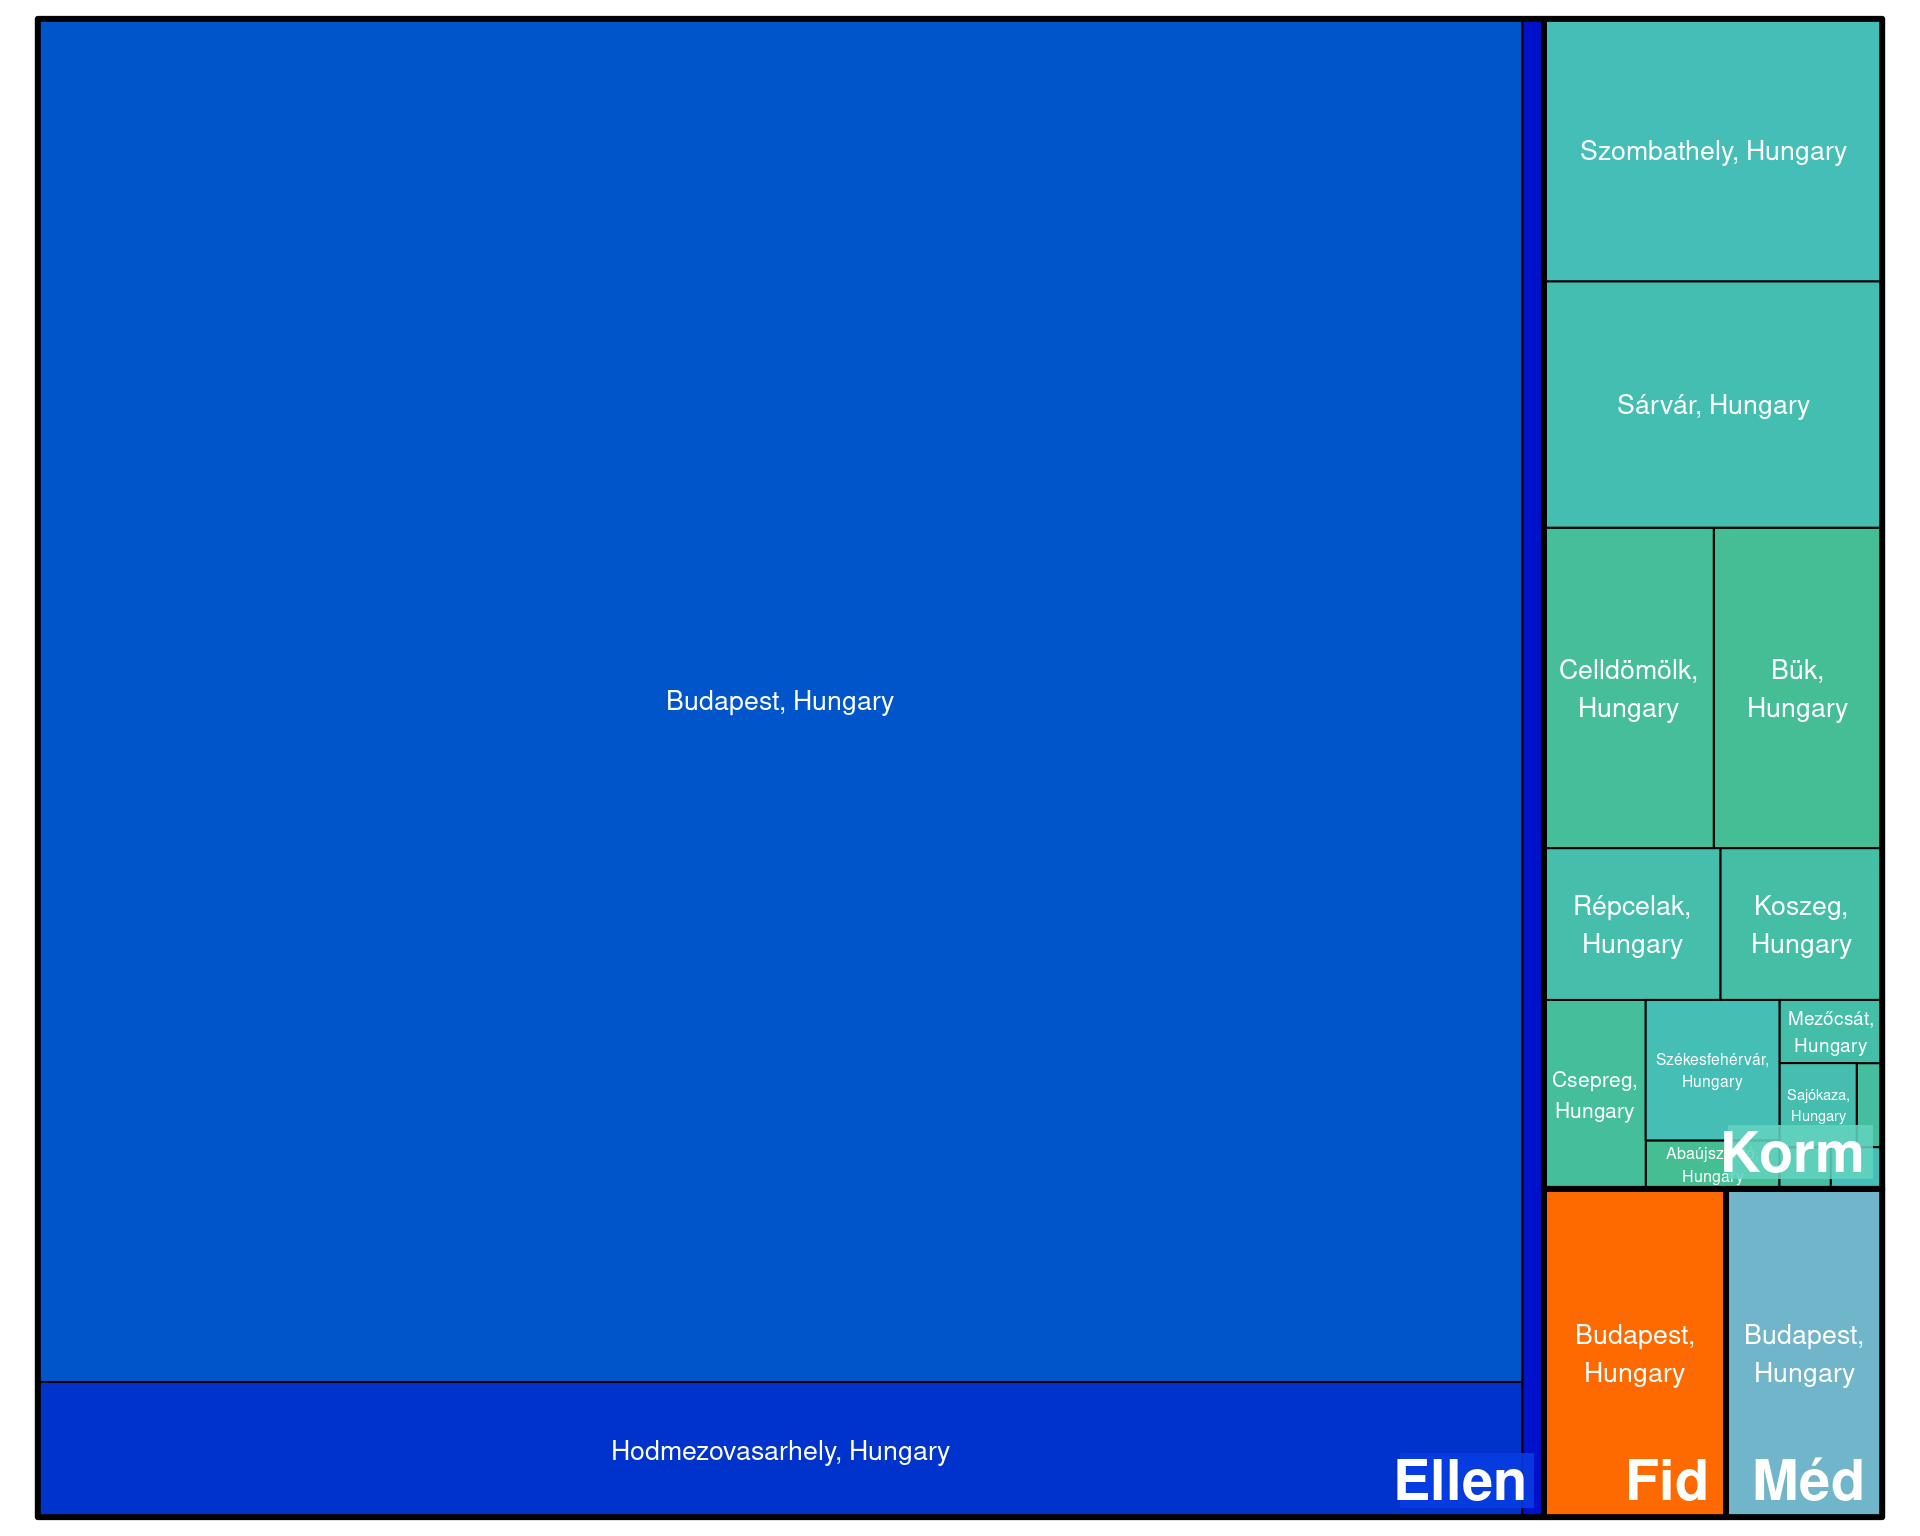 Szombathely, Hungary
Sárvár, Hungary
Budapest, Hungary
Celldömölk,
Hungary
Bük,
Hungary
Répcelak,
Hungary
Koszeg,
Hungary
Csepreg,
Hungary
Székesfehérvár,
Hungary
Mezőcsát,
Hungary
Sajókaza,
Hungary
Korm
Hungary
Budapest,
Hungary
Budapest,
Hungary
Hodmezovasarhely, Hungary
Ellen
Fid
Méd